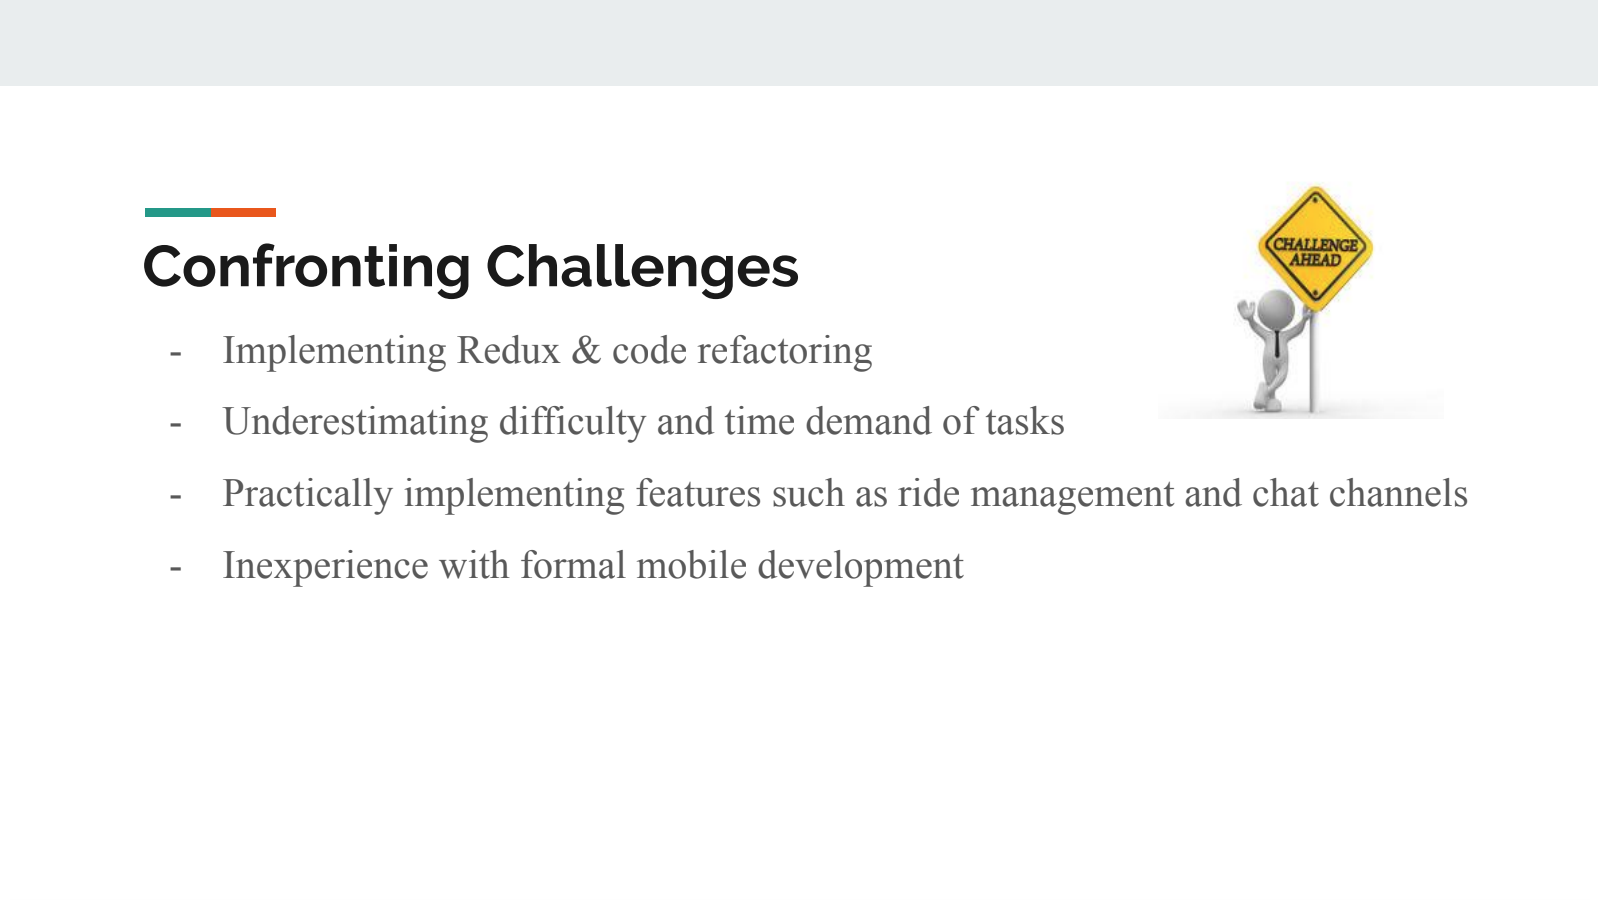 CHALLENGE
AHEAD
Confronting Challenges
- Implementing Redux & code refactoring
- Underestimating difficulty and time demand of tasks
- Practically implementing features such as ride management and chat channels
- Inexperience with formal mobile development